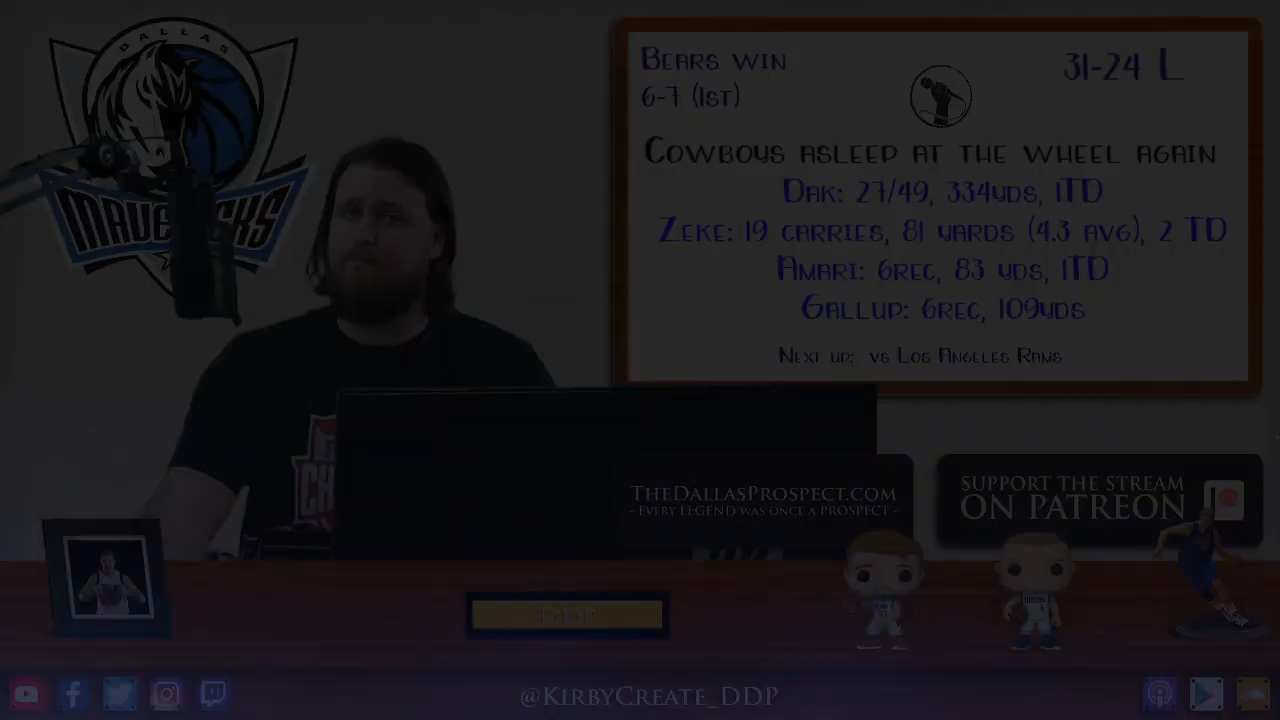 DALLAS
MAVERICKS
BEARS WIN
6-7 (1ST)
31-24 L
COWBOYS ASLEEP AT THE WHEEL AGAIN
DAK: 27/49, 334YDS, 1TD
ZEKE: 19 CARRIES, 81 YARDS (4.3 AVG), 2 TD
AMARI: 6REC, 83 YDS, 1TD
GALLUP: 6REC, 109YDS
NEXT UP: VS LOS ANGELES RAMS
THEDALLASPROSPECT.COM
- EVERY LEGEND WAS ONCE A PROSPECT -
SUPPORT THE STREAM
ON PATREON
DDP
@KIRBYCREATE_DDP